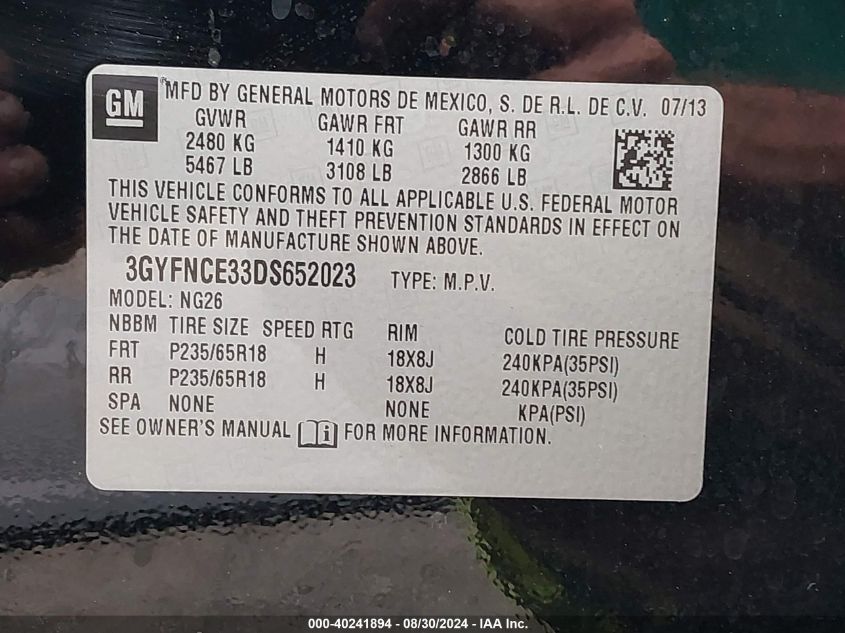 GM
MFD BY GENERAL MOTORS DE MEXICO, S. DE R.L. DE C.V. 07/13
GVWR GAWR FRT GAWR RR
2480 KG 1410 KG 1300 KG
5467 LB 3108 LB 2866 LB
THIS VEHICLE CONFORMS TO ALL APPLICABLE U.S. FEDERAL MOTOR
VEHICLE SAFETY AND THEFT PREVENTION STANDARDS IN EFFECT ON
THE DATE OF MANUFACTURE SHOWN ABOVE.
3GYFNCE33DS652023 TYPE: M.P.V.
MODEL: NG26
NBBM TIRE SIZE SPEED RTG RIM COLD TIRE PRESSURE
FRT P235/65R18 H 18X8J 240KPA(35PSI)
RR P235/65R18 H 18X8J 240KPA(35PSI)
SPA NONE NONE KPA(PSI)
SEE OWNER'S MANUAL FOR MORE INFORMATION.
000-40241894 - 08/30/2024 - IAA Inc.